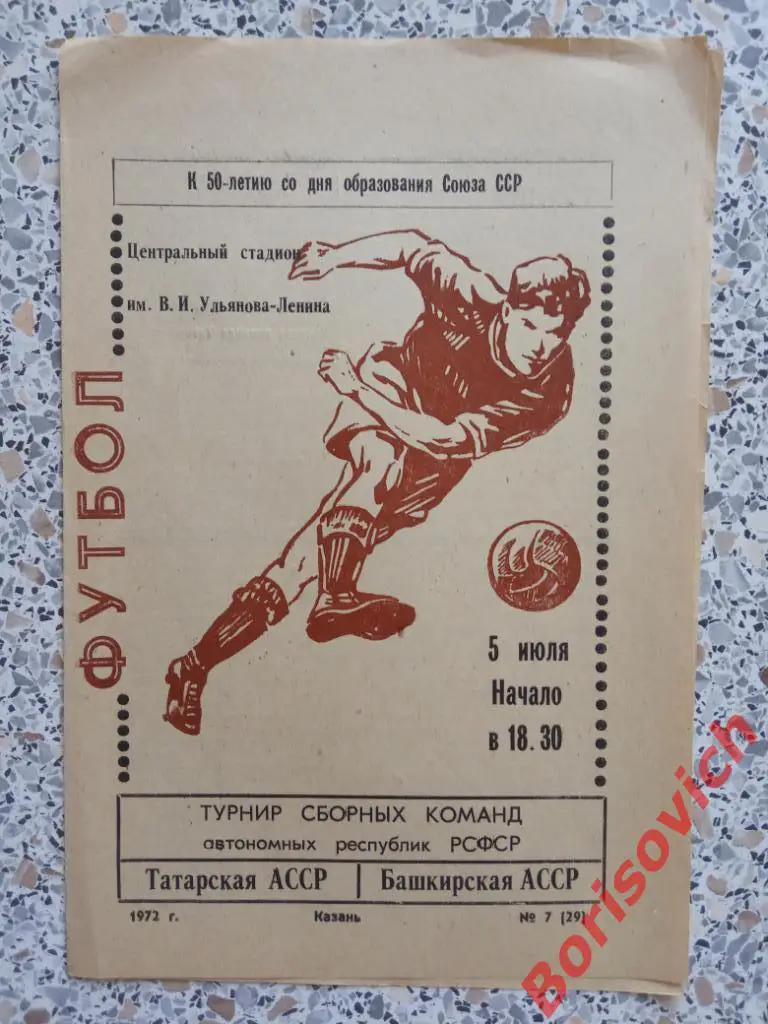 К 50-летию со дня образования Союза ССР
Центральный стадион
им. В. И. Ульянова-Ленина
ФУТБОЛ
5 июля
Начало
в 18.30
ТУРНИР СБОРНЫХ КОМАНД
автономных республик РСФСР
Татарская АССР
Башкирская АССР
1972 г.
Казань
№ 7 (29)
Borisovich